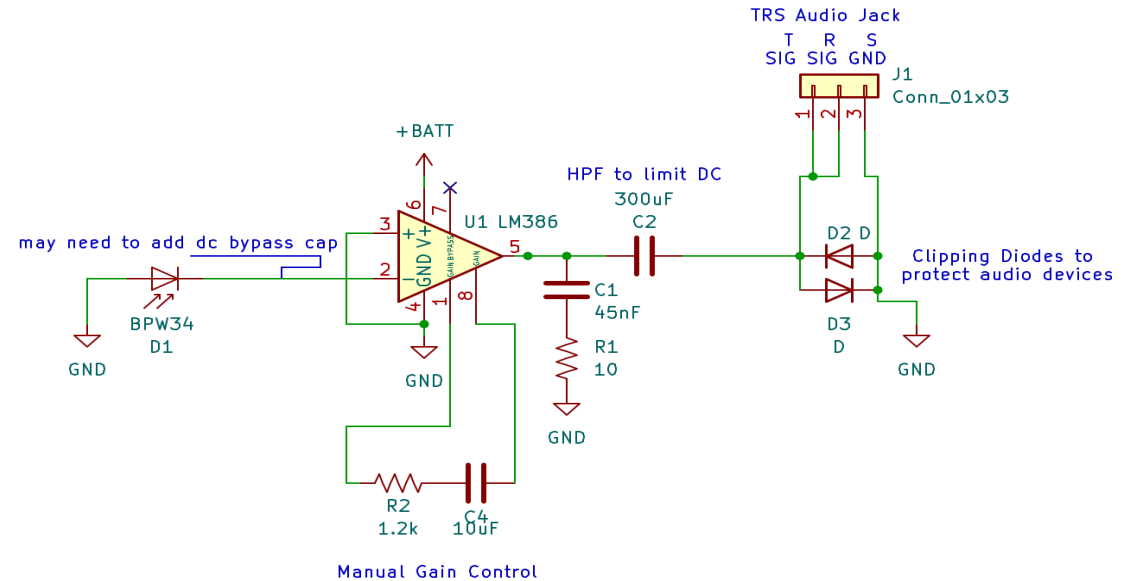 TRS Audio Jack
T R S
SIG SIG GND
J1
Conn_01x03
1
2
3
+BATT
HPF to limit DC
300uF
C2
U1 LM386
6
7
3
+
V+
GND
BYPASS
GAIN
GAIN
5
2
-
4
1
8
may need to add dc bypass cap
BPW34
D1
GND
GND
C1
45nF
R1
10
GND
D2 D
D3
D
GND
Clipping Diodes to
protect audio devices
R2
1.2k
C4
10uF
Manual Gain Control